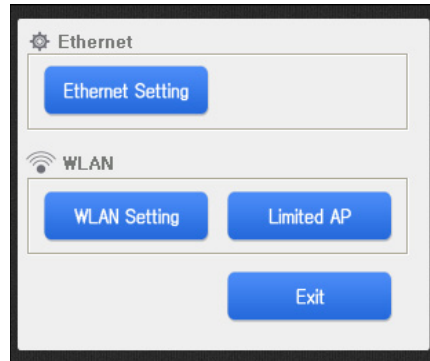 Ethernet
Ethernet Setting
WLAN
WLAN Setting Limited AP
Exit